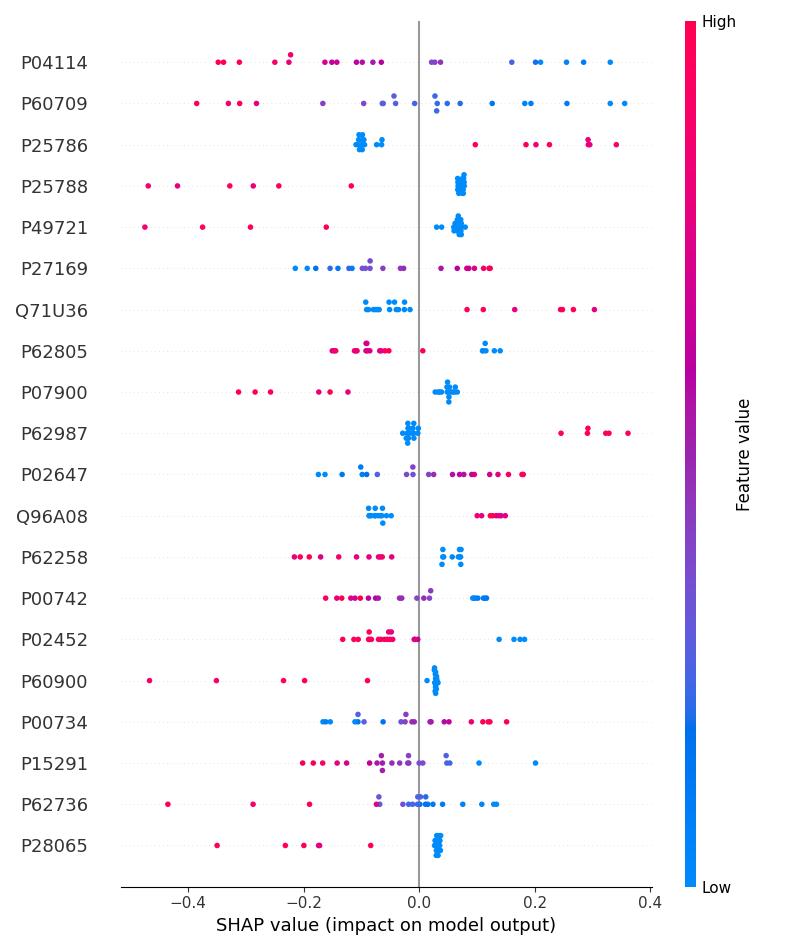 High
P04114
P60709
P25786
P25788
P49721
P27169
Q71U36
P62805
P07900
P62987
P02647
Q96A08
P62258
P00742
P02452
P60900
P00734
P15291
P62736
P28065
Feature value
Low
−0.4 −0.2 0.0 0.2 0.4
SHAP value (impact on model output)